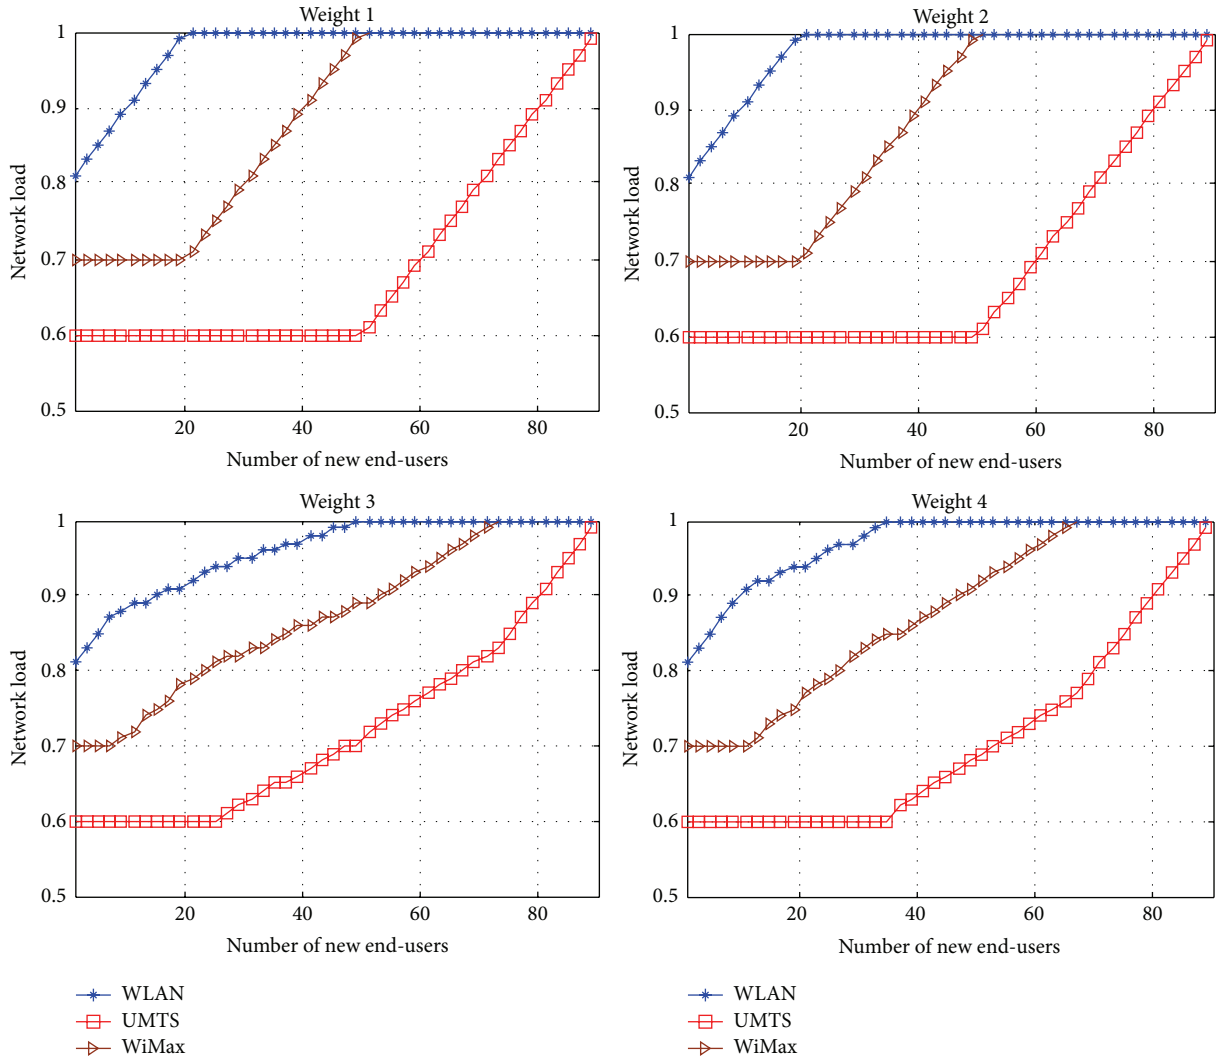 Weight 1
1
0.9
0.8
0.7
0.6
0.5
Network load
20 40 60 80
Number of new end-users
Weight 2
1
0.9
0.8
0.7
0.6
0.5
Network load
20 40 60 80
Number of new end-users
Weight 3
1
0.9
0.8
0.7
0.6
0.5
Network load
20 40 60 80
Number of new end-users
WLAN
UMTS
WiMax
Weight 4
1
0.9
0.8
0.7
0.6
0.5
Network load
20 40 60 80
Number of new end-users
WLAN
UMTS
WiMax